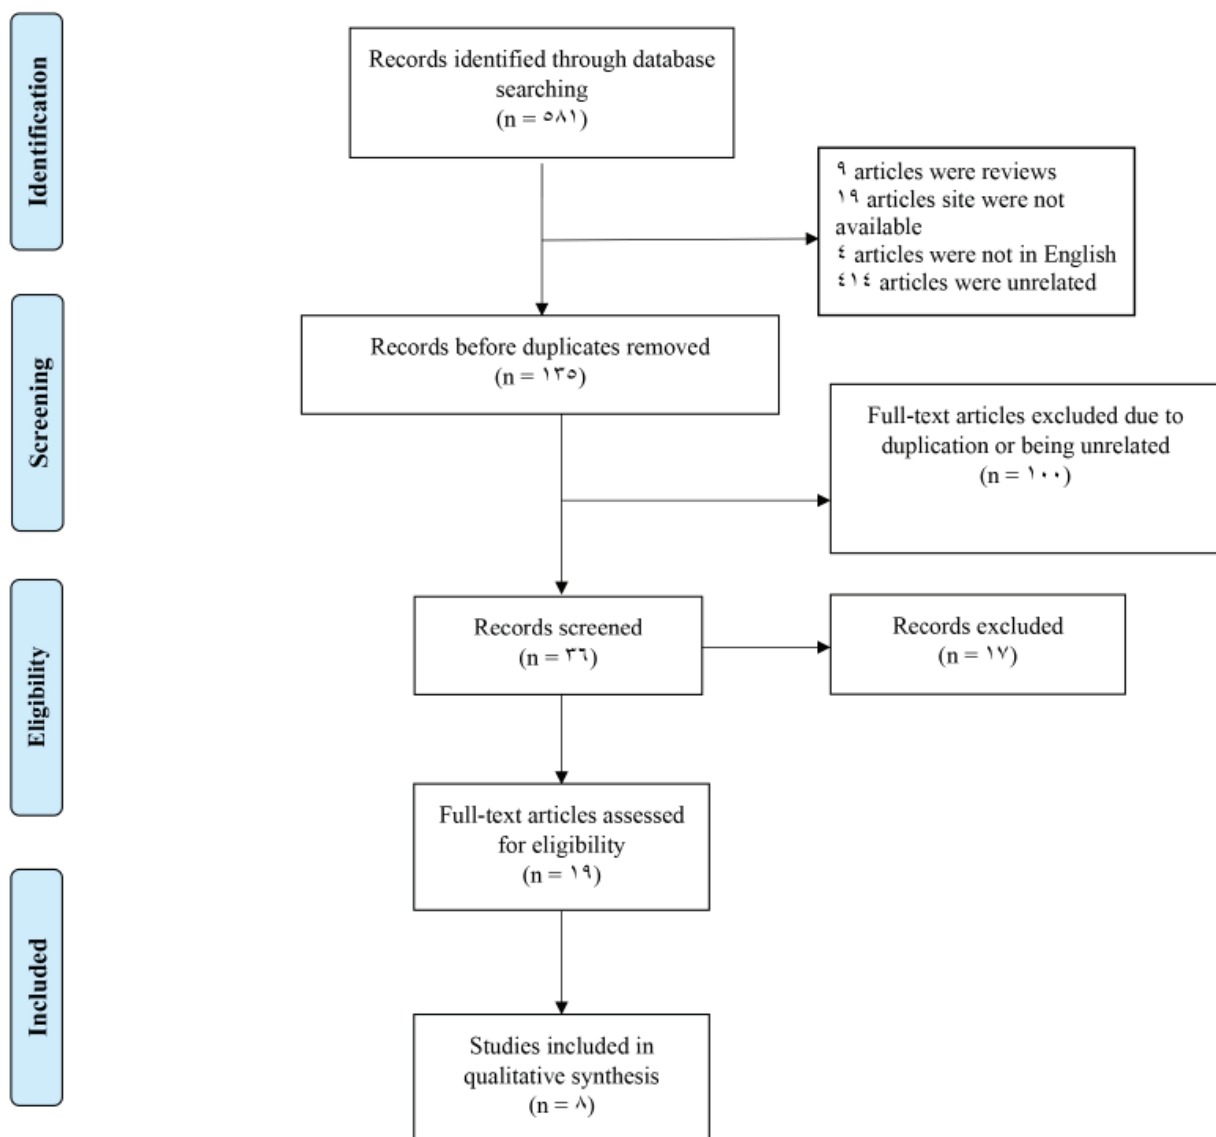 Identification
Records identified through database
searching
(n = ٥٨١)
٩ articles were reviews
١٩ articles site were not
available
٤ articles were not in English
٤١٤ articles were unrelated
Screening
Records before duplicates removed
(n = ١٣٥)
Full-text articles excluded due to
duplication or being unrelated
(n = ١٠٠)
Eligibility
Records screened
(n = ٣٦)
Records excluded
(n = ١٧)
Full-text articles assessed
for eligibility
(n = ١٩)
Included
Studies included in
qualitative synthesis
(n = ٨)